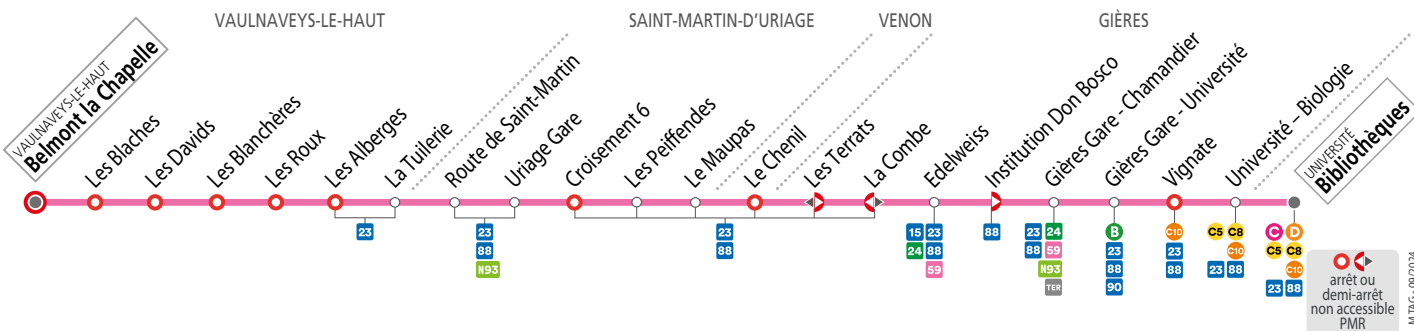 VAULNAVEYS-LE-HAUT
SAINT-MARTIN-D'URIAGE
VENON
GIÈRES
VAULNAVEYS-LE-HAUT
Belmont la Chapelle
Les Blaches
Les Davids
Les Blanchères
Les Roux
Les Alberges
La Tuilerie
Route de Saint-Martin
Uriage Gare
Croisement 6
Les Peiffendes
Le Maupas
Le Chenil
Les Terrats
La Combe
Edelweiss
Institution Don Bosco
Gières Gare - Chamandier
Gières Gare - Université
Vignate
Université – Biologie
UNIVERSITÉ
Bibliothèques
23
23
88
N93
23
88
15 23
24 88
59
88
23 24
88 59
N93
TER
B
23
88
90
C10
23
88
C5 C8
C10
23 88
C D
C5 C8
C10
23 88
arrêt ou
demi-arrêt
non accessible
PMR
M TAG - 09/2024